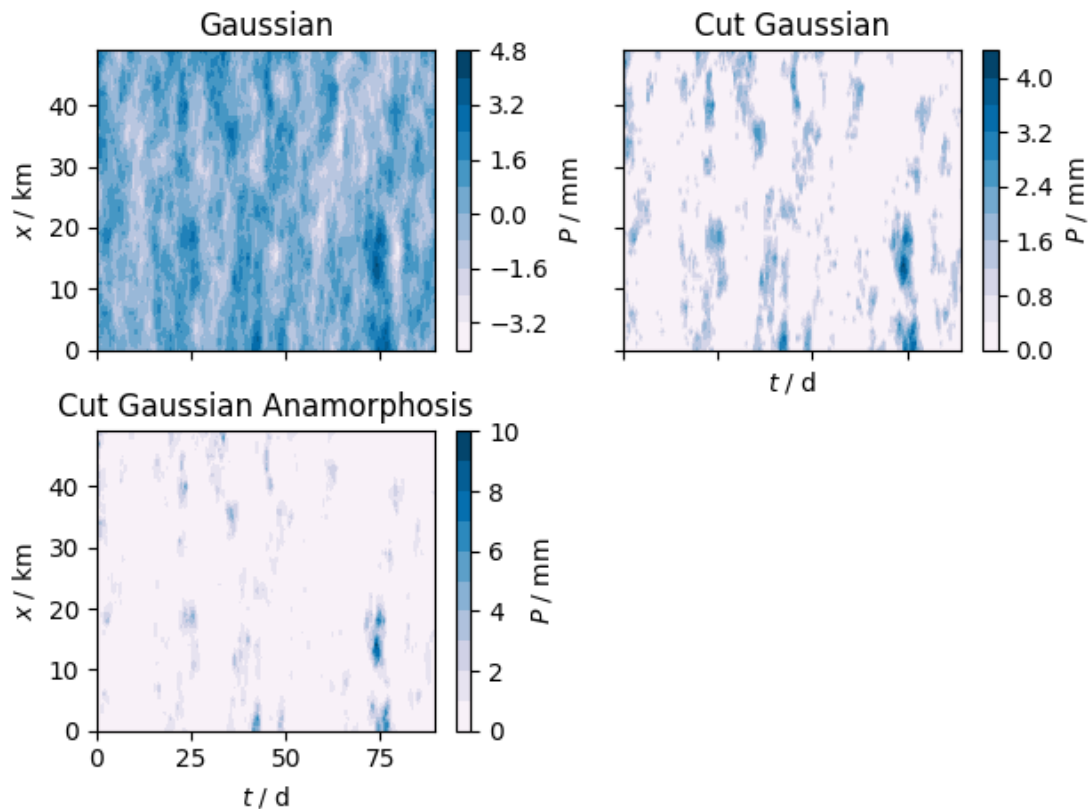 Gaussian
4.8
3.2
1.6
0.0
−1.6
−3.2
P / mm
40
30
20
10
0
x / km
Cut Gaussian
4.0
3.2
2.4
1.6
0.8
0.0
P / mm
t / d
Cut Gaussian Anamorphosis
10
8
6
4
2
0
P / mm
40
30
20
10
0
x / km
0 25 50 75
t / d